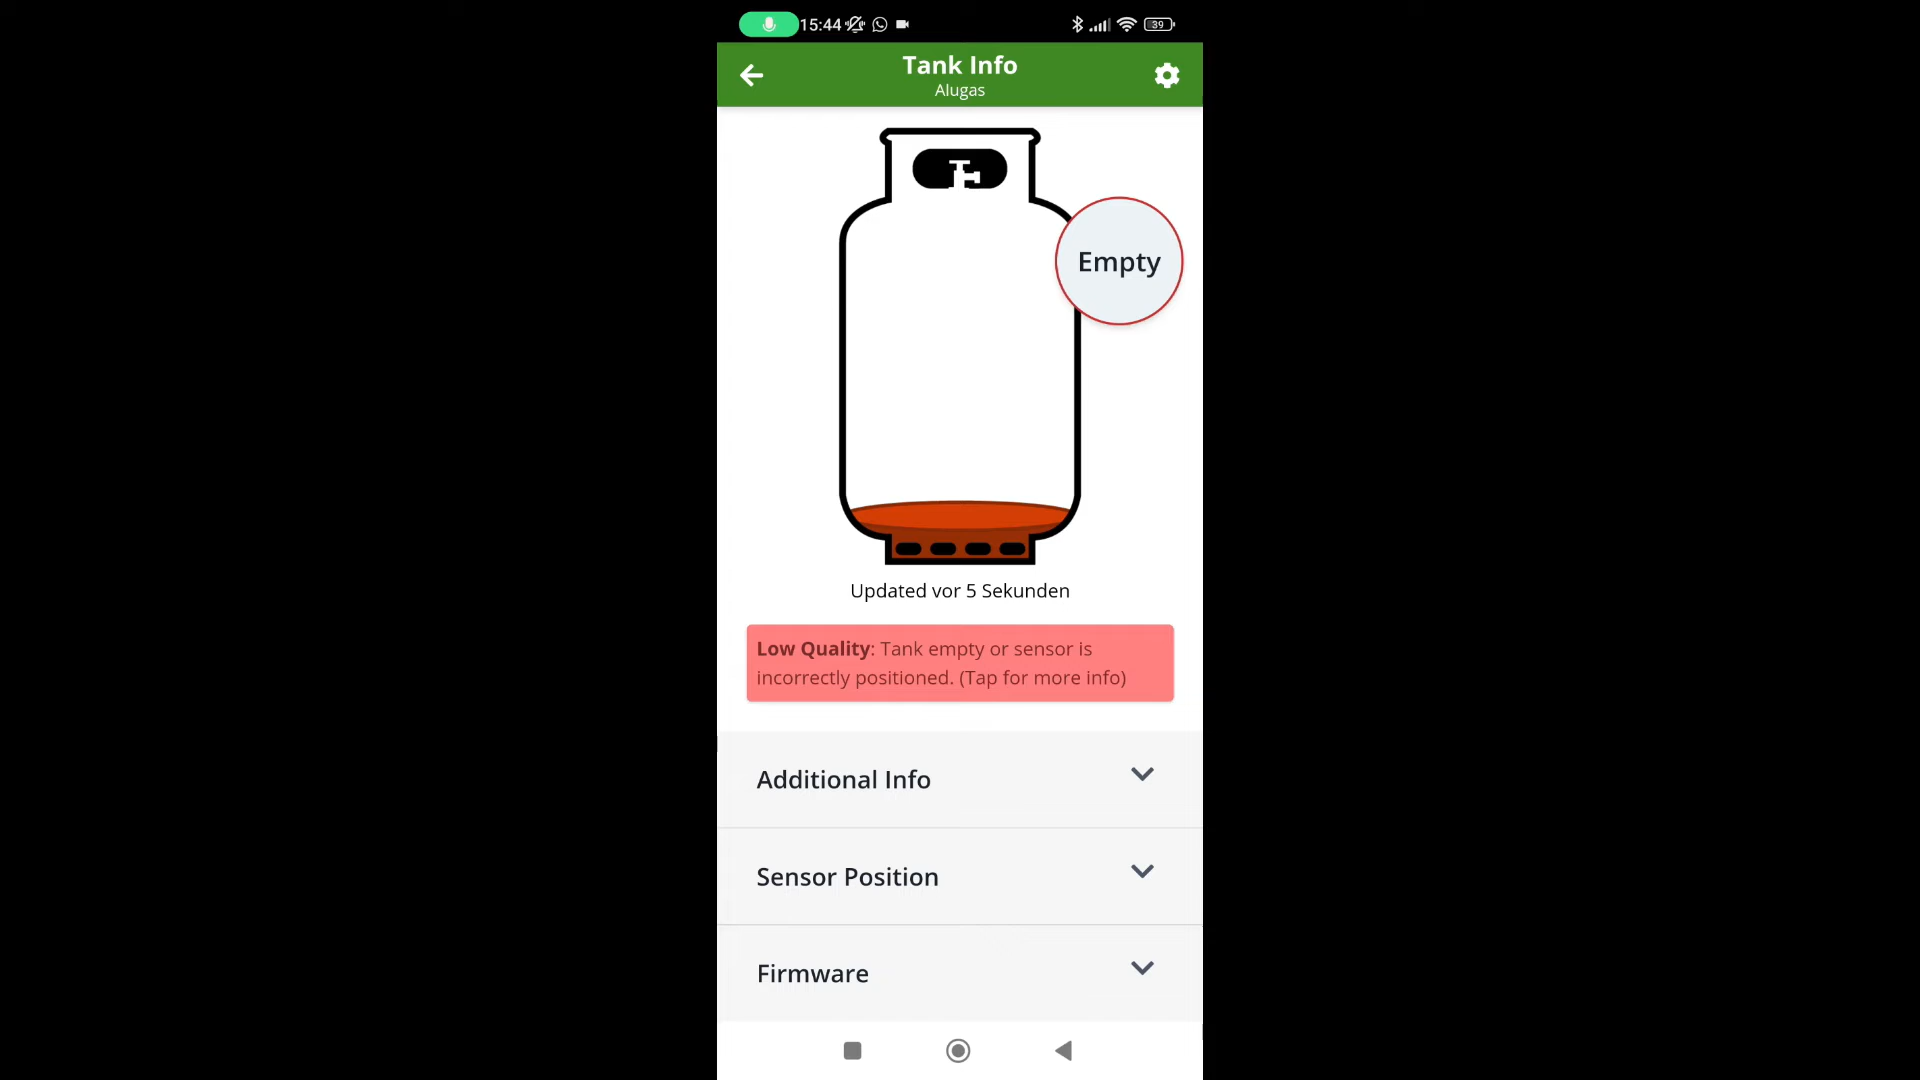 15:44
39
Tank Info
Alugas
Empty
Updated vor 5 Sekunden
Low Quality: Tank empty or sensor is
incorrectly positioned. (Tap for more info)
Additional Info
Sensor Position
Firmware